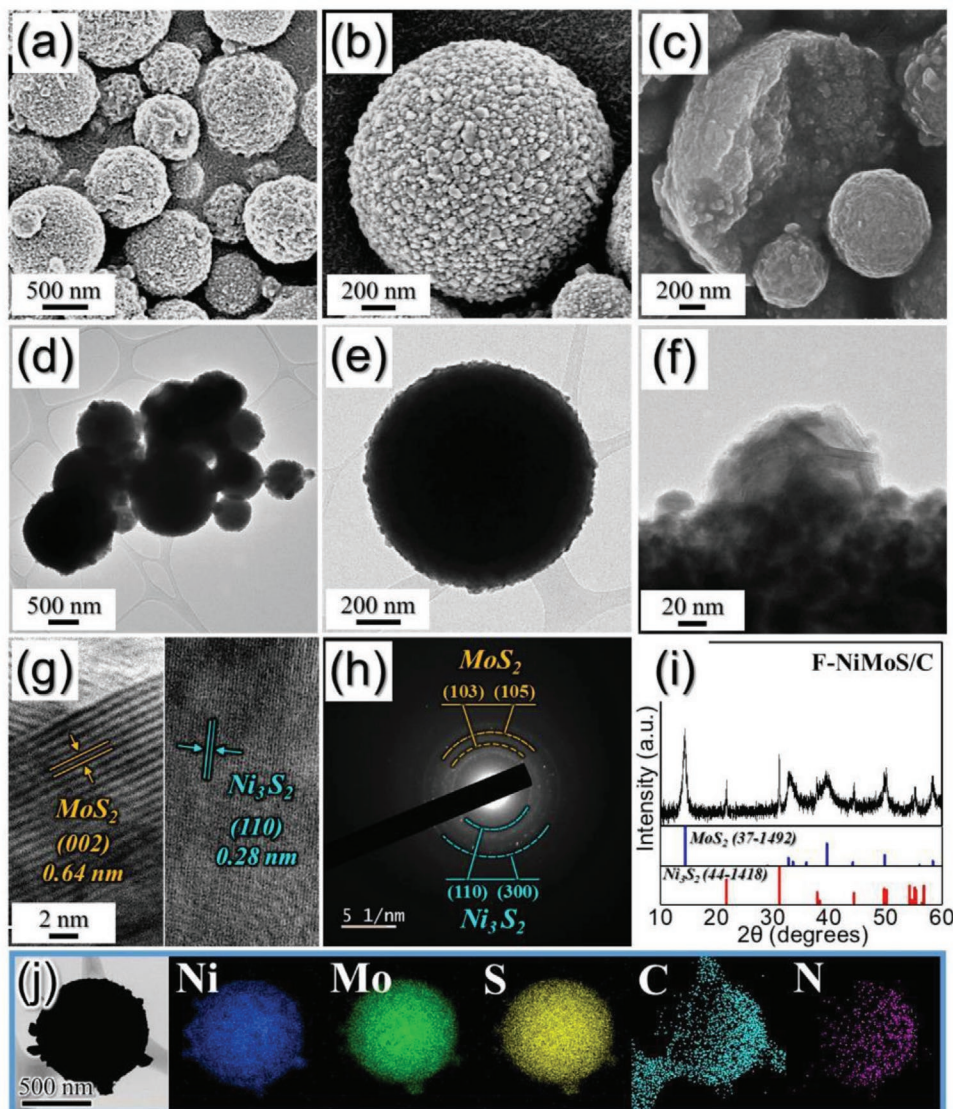 (a)
500 nm
(b)
200 nm
(c)
200 nm
(d)
500 nm
(e)
200 nm
(f)
20 nm
(g)
MoS2
(002)
0.64 nm
Ni3S2
(110)
0.28 nm
2 nm
(h)
MoS2
(103) (105)
(110) (300)
Ni3S2
5 1/nm
(i)
F-NiMoS/C
Intensity (a.u.)
MoS2 (37-1492)
Ni3S2 (44-1418)
10 20 30 40 50 60
2θ (degrees)
(j)
500 nm
Ni
Mo
S
C
N